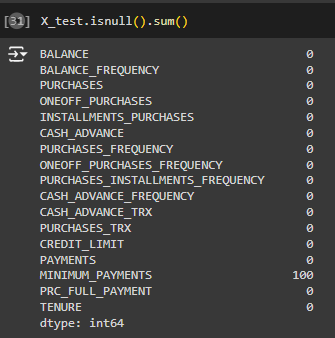 [31] X_test.isnull().sum()
BALANCE 0
BALANCE_FREQUENCY 0
PURCHASES 0
ONEOFF_PURCHASES 0
INSTALLMENTS_PURCHASES 0
CASH_ADVANCE 0
PURCHASES_FREQUENCY 0
ONEOFF_PURCHASES_FREQUENCY 0
PURCHASES_INSTALLMENTS_FREQUENCY 0
CASH_ADVANCE_FREQUENCY 0
CASH_ADVANCE_TRX 0
PURCHASES_TRX 0
CREDIT_LIMIT 0
PAYMENTS 0
MINIMUM_PAYMENTS 100
PRC_FULL_PAYMENT 0
TENURE 0
dtype: int64